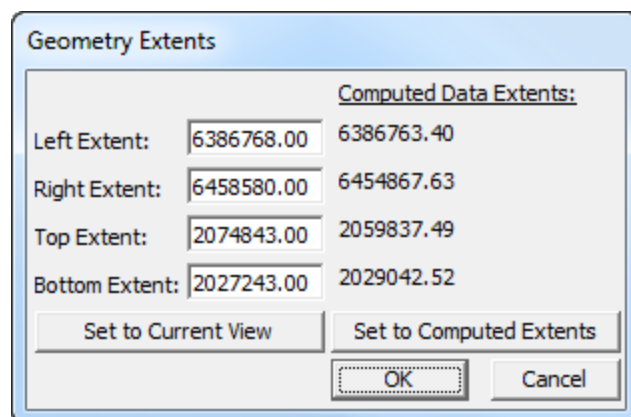 Geometry Extents
Computed Data Extents:
Left Extent: 6386768.00 6386763.40
Right Extent: 6458580.00 6454867.63
Top Extent: 2074843.00 2059837.49
Bottom Extent: 2027243.00 2029042.52
Set to Current View Set to Computed Extents
OK Cancel